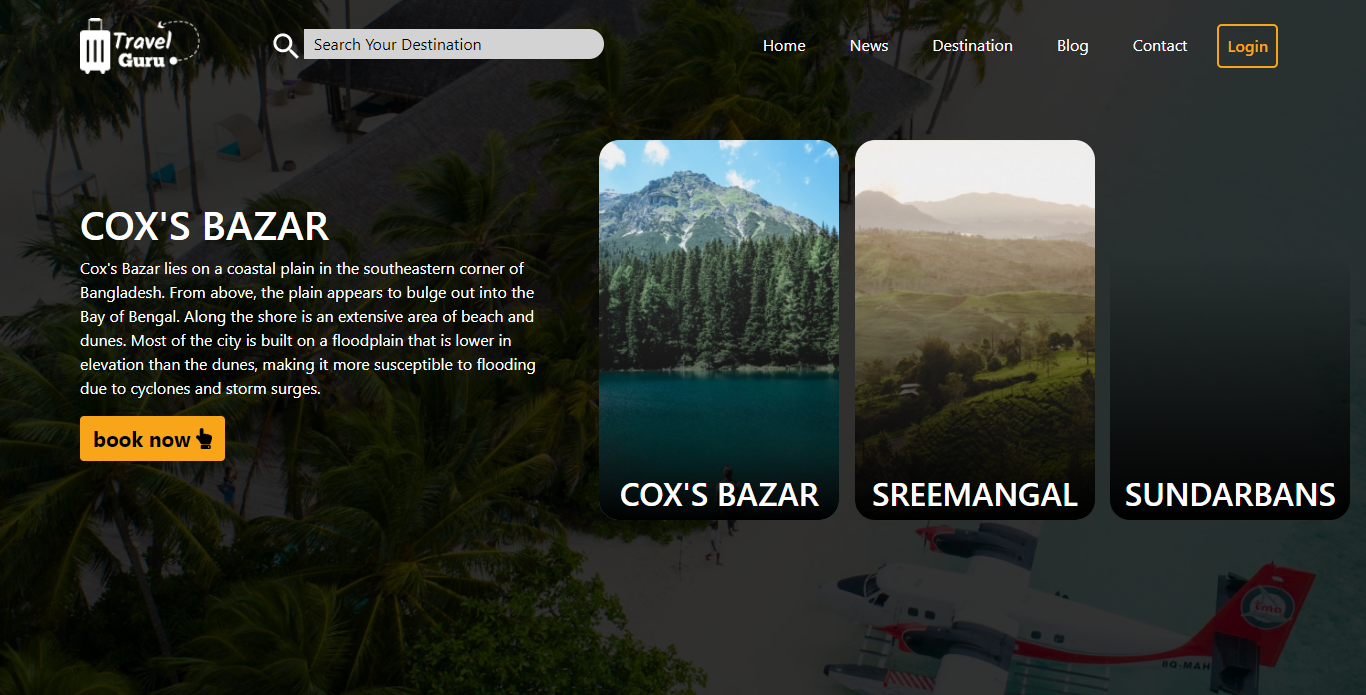 Travel
Guru
Search Your Destination
Home
News
Destination
Blog
Contact
Login
COX'S BAZAR
Cox's Bazar lies on a coastal plain in the southeastern corner of
Bangladesh. From above, the plain appears to bulge out into the
Bay of Bengal. Along the shore is an extensive area of beach and
dunes. Most of the city is built on a floodplain that is lower in
elevation than the dunes, making it more susceptible to flooding
due to cyclones and storm surges.
book now
COX'S BAZAR
SREEMANGAL
SUNDARBANS
tma
8Q-MAH